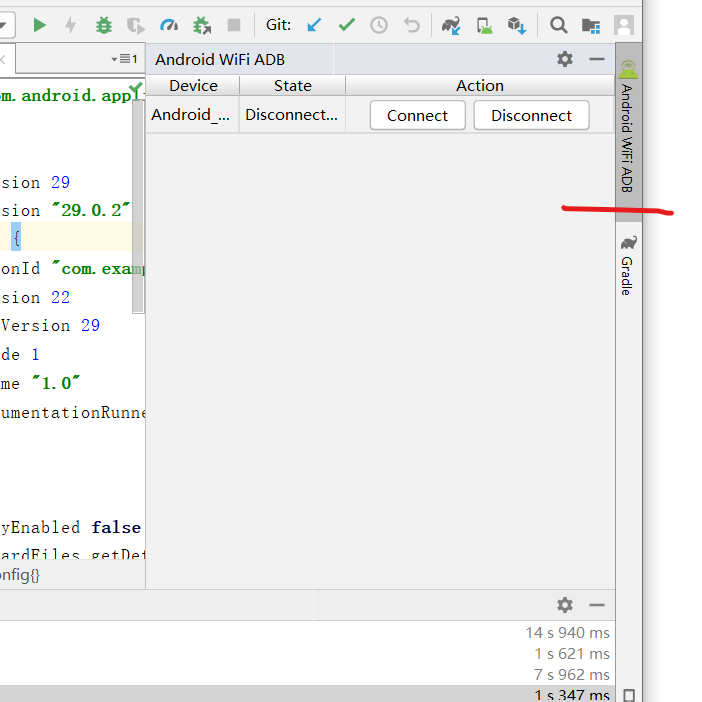 Git:
1
Android WiFi ADB
Device State Action
Android_... Disconnect... Connect Disconnect
om.android.appl
sion 29
sion "29.0.2"
{
onId "com.examp
sion 22
Version 29
de 1
me "1.0"
umentationRunne
yEnabled false
ardFiles getDef
onfig{}
Android WiFi ADB
Gradle
14 s 940 ms
1 s 621 ms
7 s 962 ms
1 s 347 ms